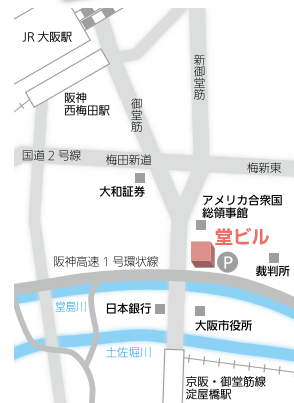 JR 大阪駅
阪神
西梅田駅
御堂筋
新御堂筋
国道2号線
梅田新道
梅新東
大和証券
アメリカ合衆国
総領事館
堂ビル
P
裁判所
阪神高速1号環状線
堂島川
日本銀行
大阪市役所
土佐堀川
京阪・御堂筋線
淀屋橋駅